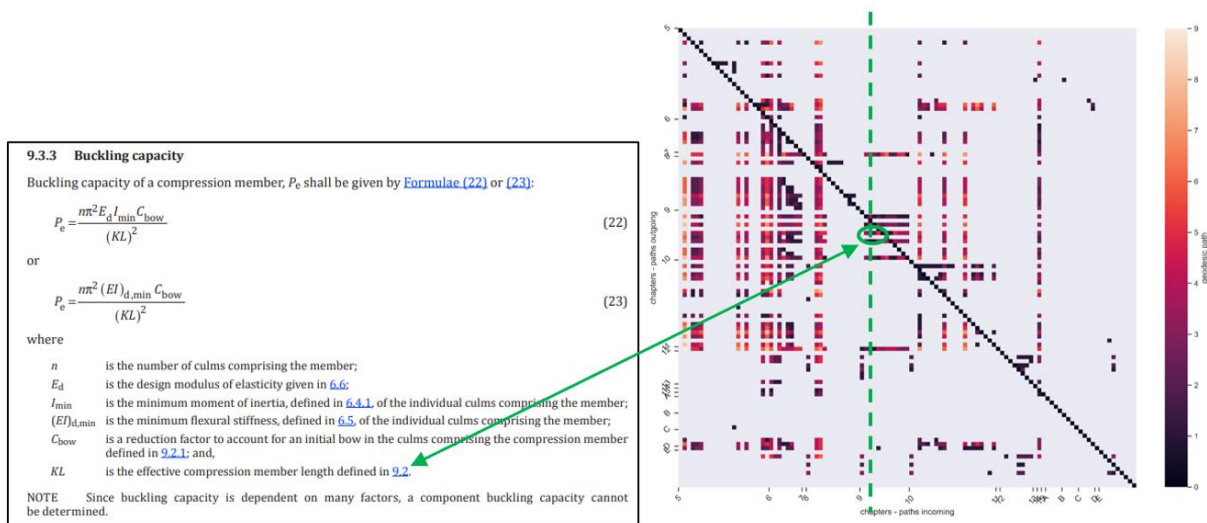 9.3.3 Buckling capacity
Buckling capacity of a compression member, Pe shall be given by Formulae (22) or (23):
Pe = nπ²EdIminCbow / (KL)² (22)
or
Pe = nπ²(EI)d,min Cbow / (KL)² (23)
where
n is the number of culms comprising the member;
Ed is the design modulus of elasticity given in 6.6;
Imin is the minimum moment of inertia, defined in 6.4.1, of the individual culms comprising the member;
(EI)d,min is the minimum flexural stiffness, defined in 6.5, of the individual culms comprising the member;
Cbow is a reduction factor to account for an initial bow in the culms comprising the compression member
defined in 9.2.1; and,
KL is the effective compression member length defined in 9.2.
NOTE Since buckling capacity is dependent on many factors, a component buckling capacity cannot
be determined.
chapters - paths outgoing
5
6
9
10
B
C
chapters - paths incoming
5
6
9
10
B
C
geodesic path
9
8
7
6
5
4
3
2
1
0